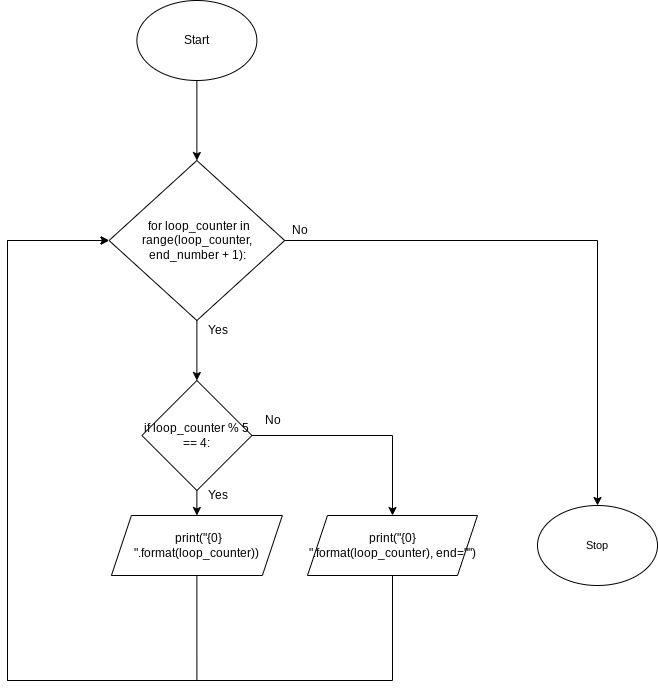 Start
for loop_counter in
range(loop_counter,
end_number + 1):
No
Yes
if loop_counter % 5
== 4:
No
Yes
print("{0}
".format(loop_counter))
print("{0}
".format(loop_counter), end="")
Stop